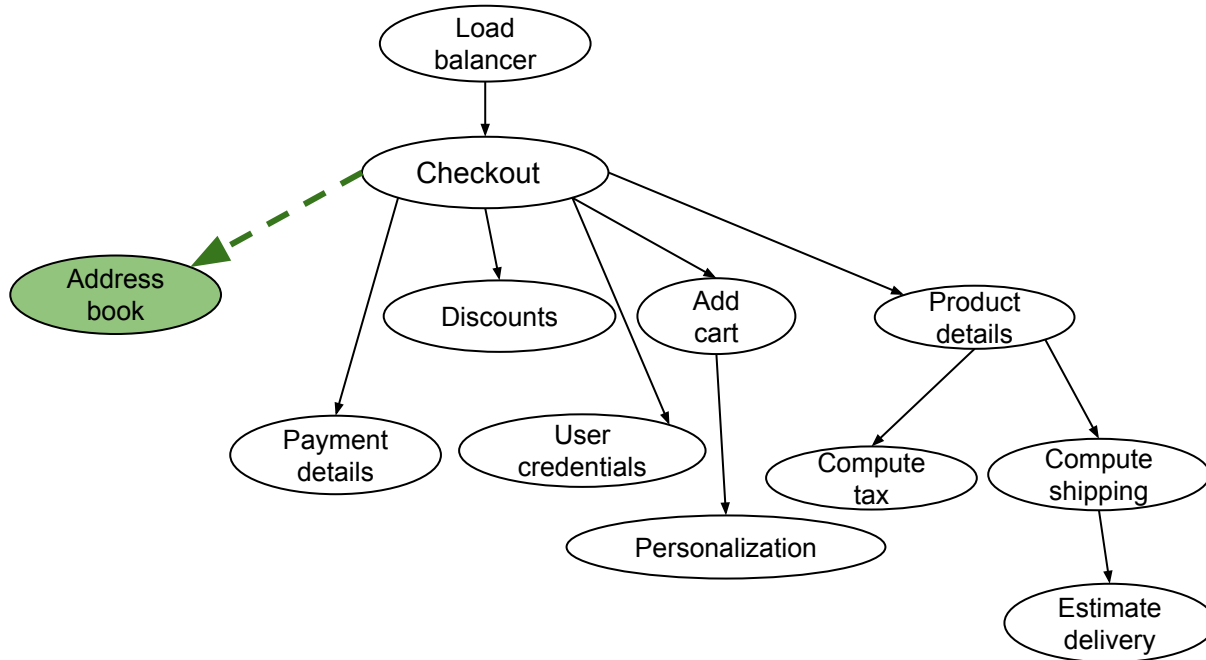 Load
balancer
Checkout
Address
book
Discounts
Add
cart
Product
details
Payment
details
User
credentials
Compute
tax
Compute
shipping
Personalization
Estimate
delivery